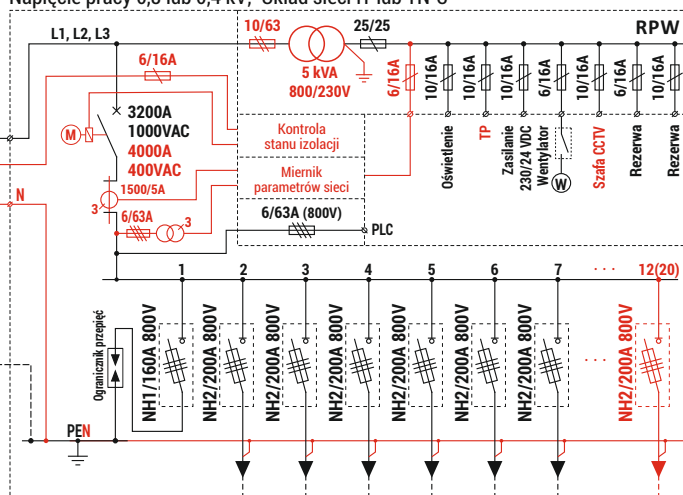 Napięcie pracy 0,8 lub 0,4 kV, Układ sieci IT lub TN-C
L1, L2, L3
10/63
25/25
RPW
6/16A
5 kVA
800/230V
6/16A
10/16A
10/16A
10/16A
6/16A
10/16A
6/16A
10/16A
M
3200A
1000VAC
4000A
400VAC
Kontrola
stanu izolacji
Miernik
parametrów sieci
Oświetlenie
TP
Zasilanie
230/24 VDC
Wentylator
W
Szafa CCTV
Rezerwa
Rezerwa
N
1500/5A
3
6/63A
3
6/63A (800V)
PLC
1
2
3
4
5
6
7
· · ·
12(20)
Ogranicznik przepięć
NH1/160A 800V
NH2/200A 800V
NH2/200A 800V
NH2/200A 800V
NH2/200A 800V
NH2/200A 800V
NH2/200A 800V
· · ·
NH2/200A 800V
PEN